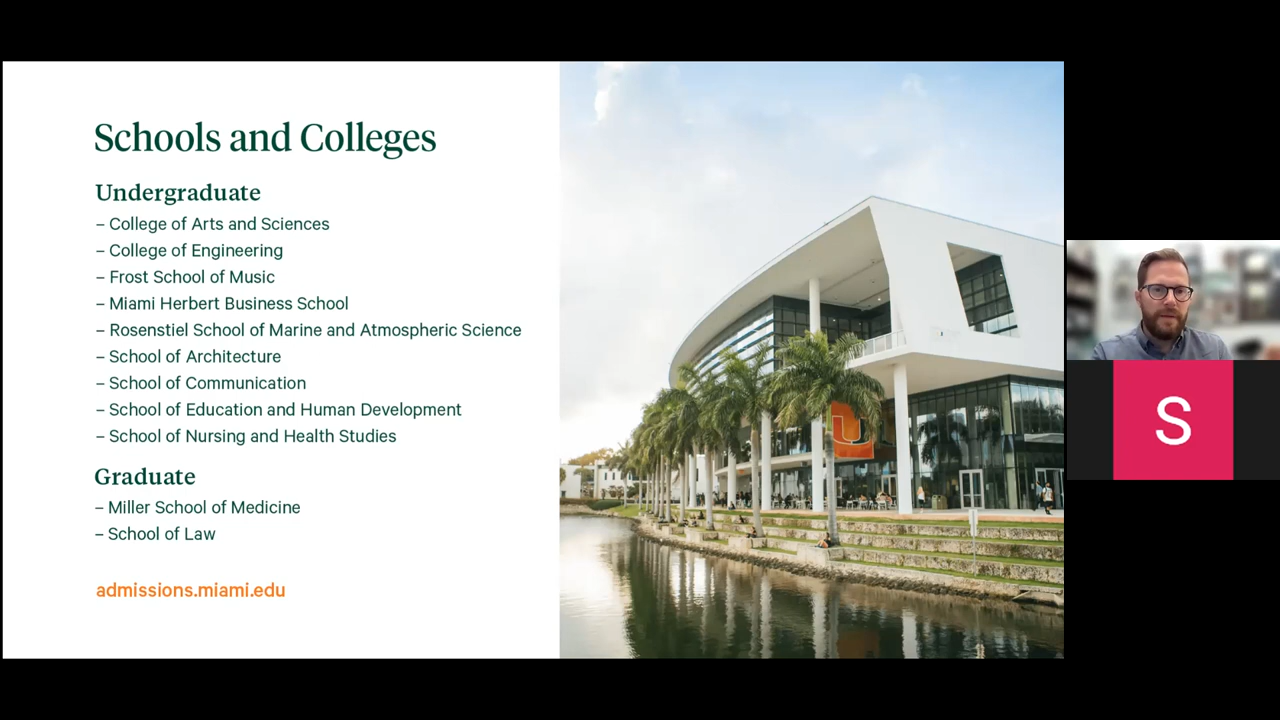 Schools and Colleges
Undergraduate
– College of Arts and Sciences
– College of Engineering
– Frost School of Music
– Miami Herbert Business School
– Rosenstiel School of Marine and Atmospheric Science
– School of Architecture
– School of Communication
– School of Education and Human Development
– School of Nursing and Health Studies
Graduate
– Miller School of Medicine
– School of Law
admissions.miami.edu
U
S